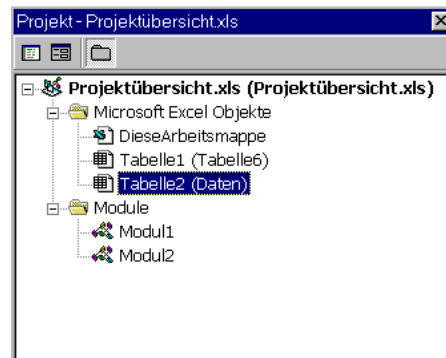 Projekt - Projektübersicht.xls
Projektübersicht.xls (Projektübersicht.xls)
Microsoft Excel Objekte
DieseArbeitsmappe
Tabelle1 (Tabelle6)
Tabelle2 (Daten)
Module
Modul1
Modul2